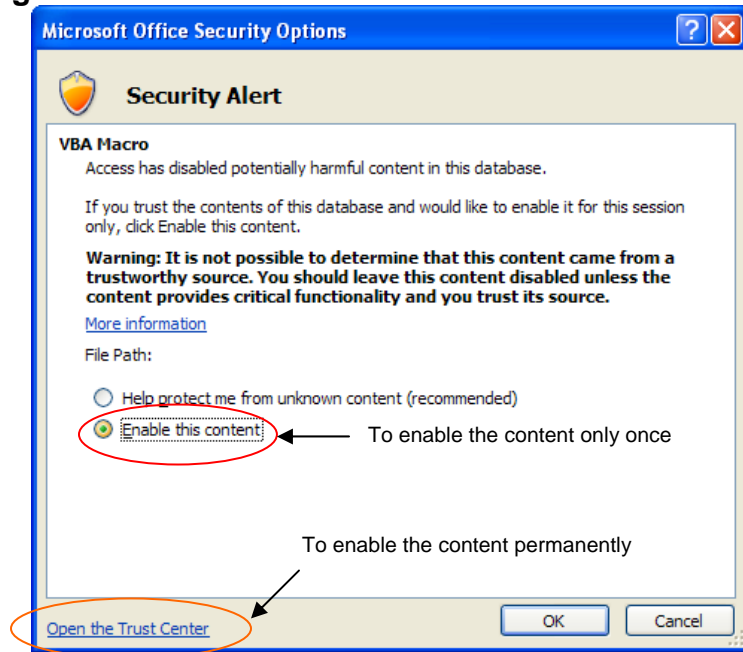 g
Microsoft Office Security Options
Security Alert
VBA Macro
Access has disabled potentially harmful content in this database.
If you trust the contents of this database and would like to enable it for this session
only, click Enable this content.
Warning: It is not possible to determine that this content came from a
trustworthy source. You should leave this content disabled unless the
content provides critical functionality and you trust its source.
More information
File Path:
Help protect me from unknown content (recommended)
Enable this content
To enable the content only once
To enable the content permanently
Open the Trust Center
OK
Cancel